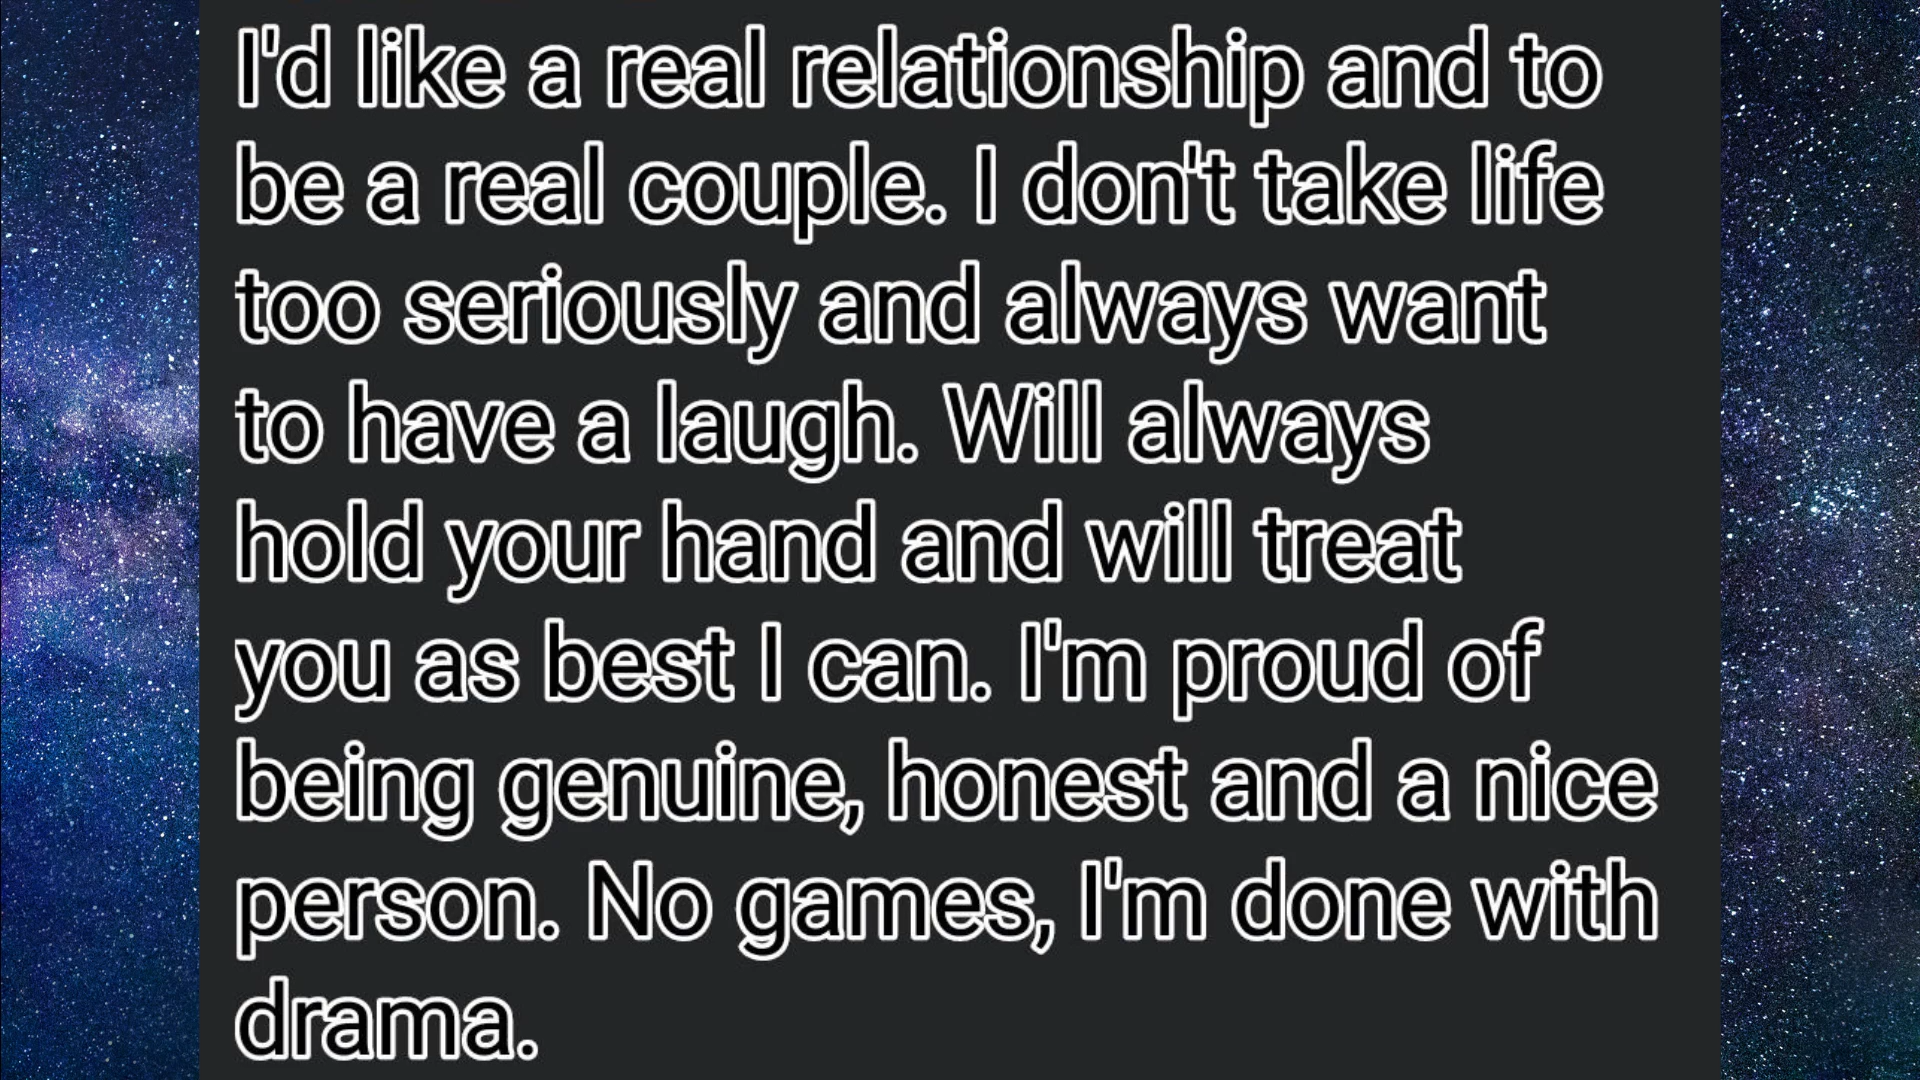 I'd like a real relationship and to
be a real couple. I don't take life
too seriously and always want
to have a laugh. Will always
hold your hand and will treat
you as best I can. I'm proud of
being genuine, honest and a nice
person. No games, I'm done with
drama.